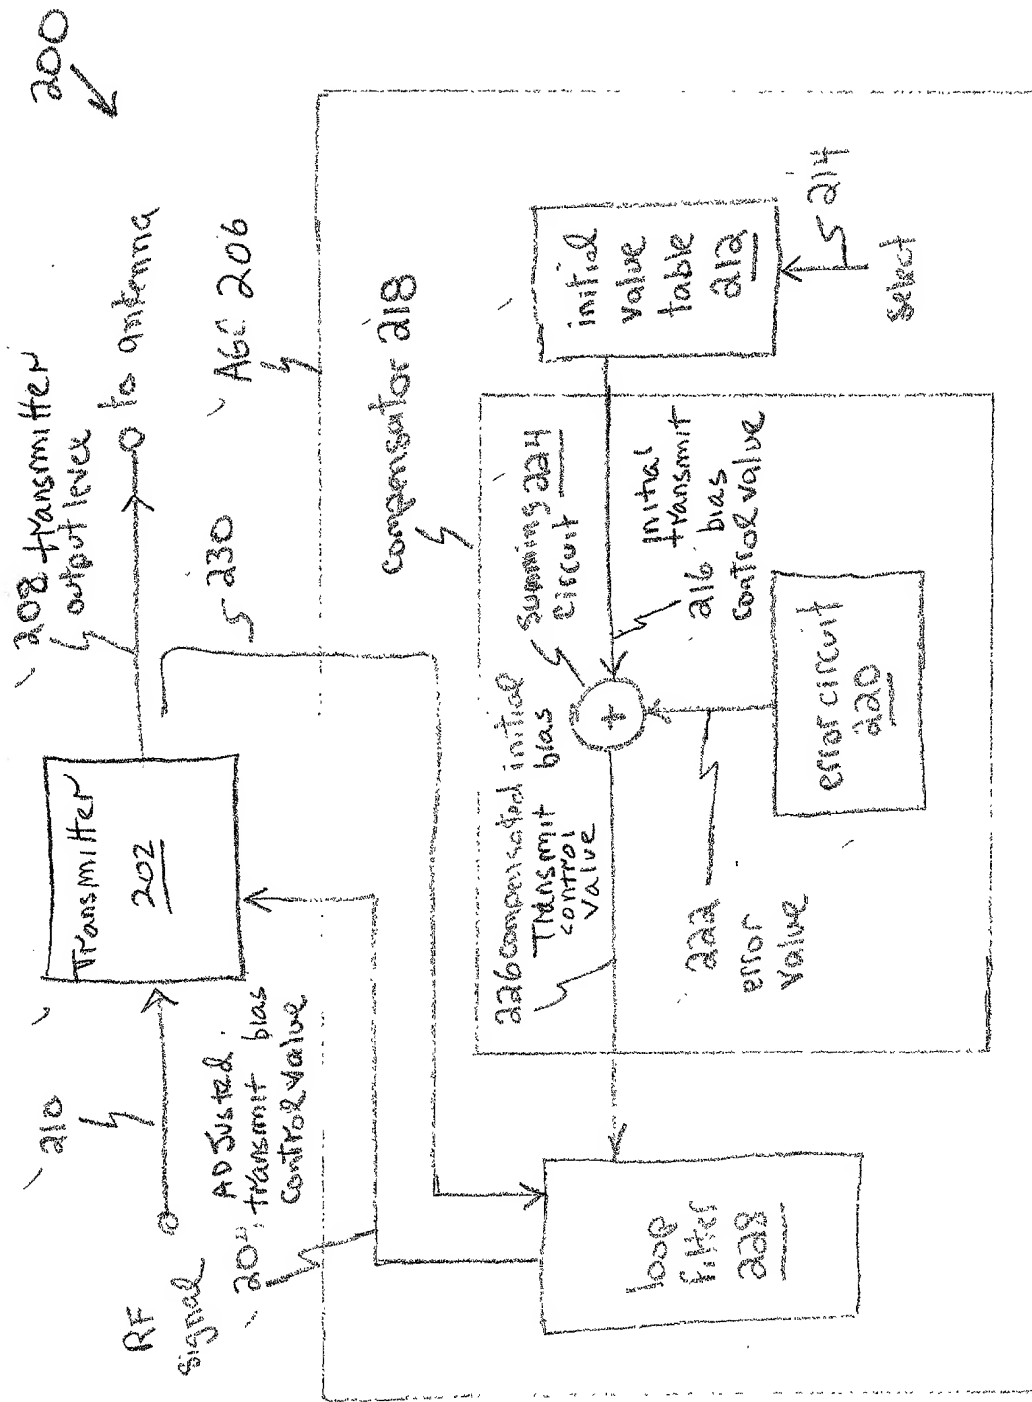 200
208 transmitter
output level
to antenna
Transmitter
202
210
RF
signal
230
AGC 206
ADJusted
transmit bias
control value
compensator 218
summing 224
circuit
initial
value
table
212
214
select
Initial
transmit
216 bias
control value
226 compensated initial
Transmit bias
control
value
+
222
error
value
error circuit
220
loop
filter
228